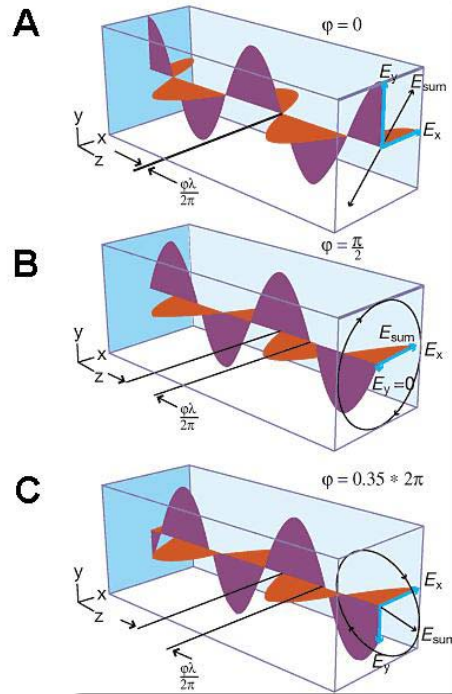 A
φ = 0
E_y
E_sum
E_x
y
x
z
φλ
2π
B
φ = π/2
E_sum
E_x
E_y = 0
y
x
z
φλ
2π
C
φ = 0.35 * 2π
E_x
E_sum
E_y
y
x
z
φλ
2π